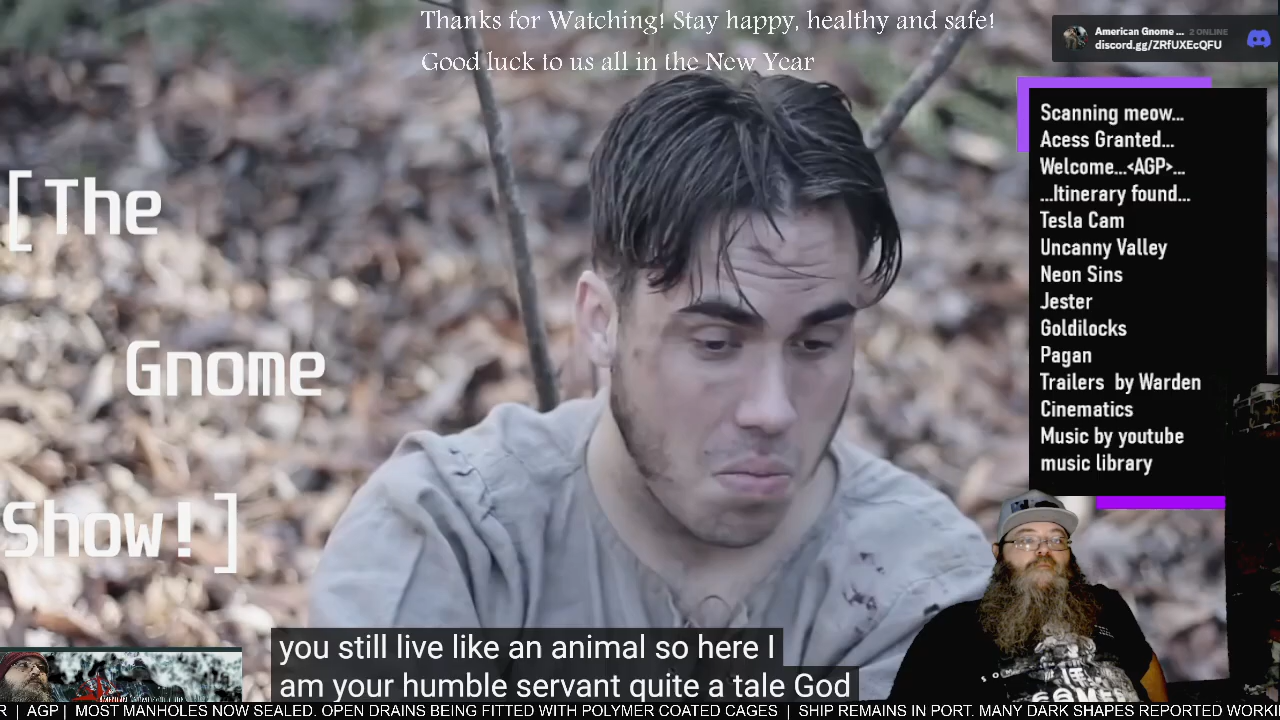 Thanks for Watching! Stay happy, healthy and safe!
Good luck to us all in the New Year
American Gnome ... 2 ONLINE
discord.gg/ZRfUXEcQFU
[The
Gnome
Show!]
Scanning meow...
Acess Granted...
Welcome...<AGP>...
...Itinerary found...
Tesla Cam
Uncanny Valley
Neon Sins
Jester
Goldilocks
Pagan
Trailers by Warden
Cinematics
Music by youtube
music library
you still live like an animal so here I
am your humble servant quite a tale God
R | AGP | MOST MANHOLES NOW SEALED. OPEN DRAINS BEING FITTED WITH POLYMER COATED CAGES | SHIP REMAINS IN PORT. MANY DARK SHAPES REPORTED WORKI